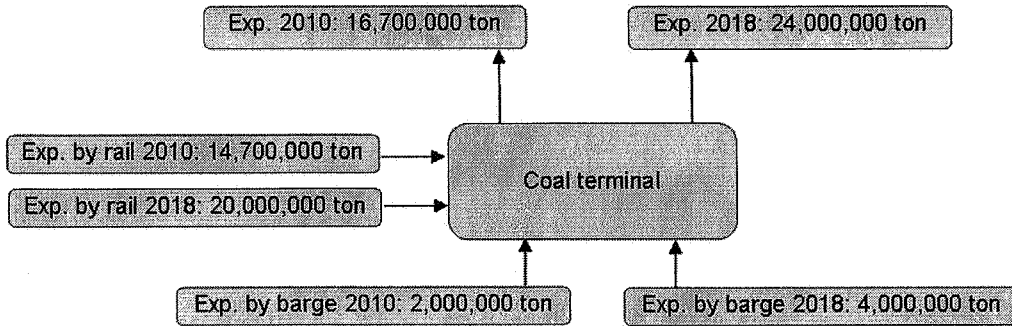 Exp. 2010: 16,700,000 ton
Exp. 2018: 24,000,000 ton
Exp. by rail 2010: 14,700,000 ton
Coal terminal
Exp. by rail 2018: 20,000,000 ton
Exp. by barge 2010: 2,000,000 ton
Exp. by barge 2018: 4,000,000 ton